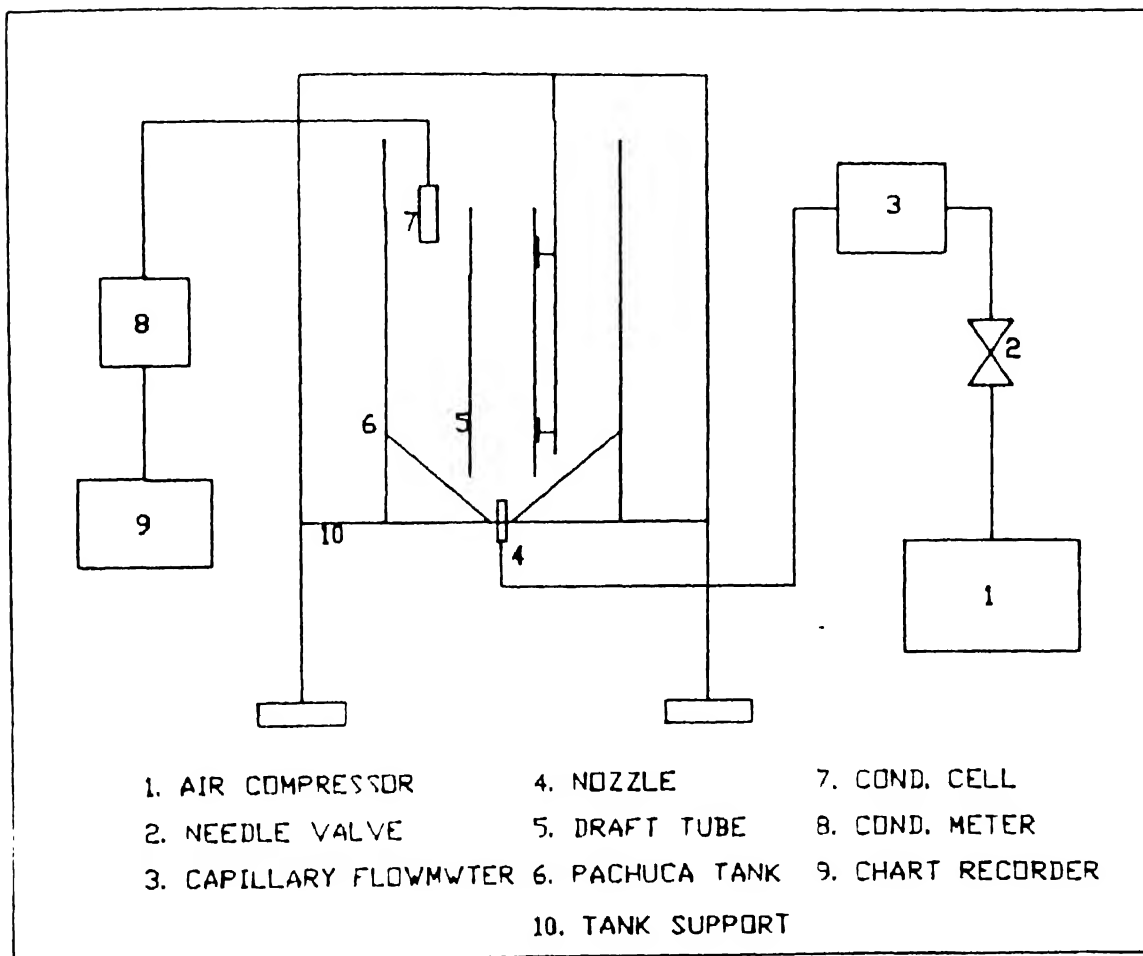 7
3
2
8
6
5
9
10
4
1
1. AIR COMPRESSOR
2. NEEDLE VALVE
3. CAPILLARY FLOWMWTER
4. NOZZLE
5. DRAFT TUBE
6. PACHUCA TANK
7. COND. CELL
8. COND. METER
9. CHART RECORDER
10. TANK SUPPORT